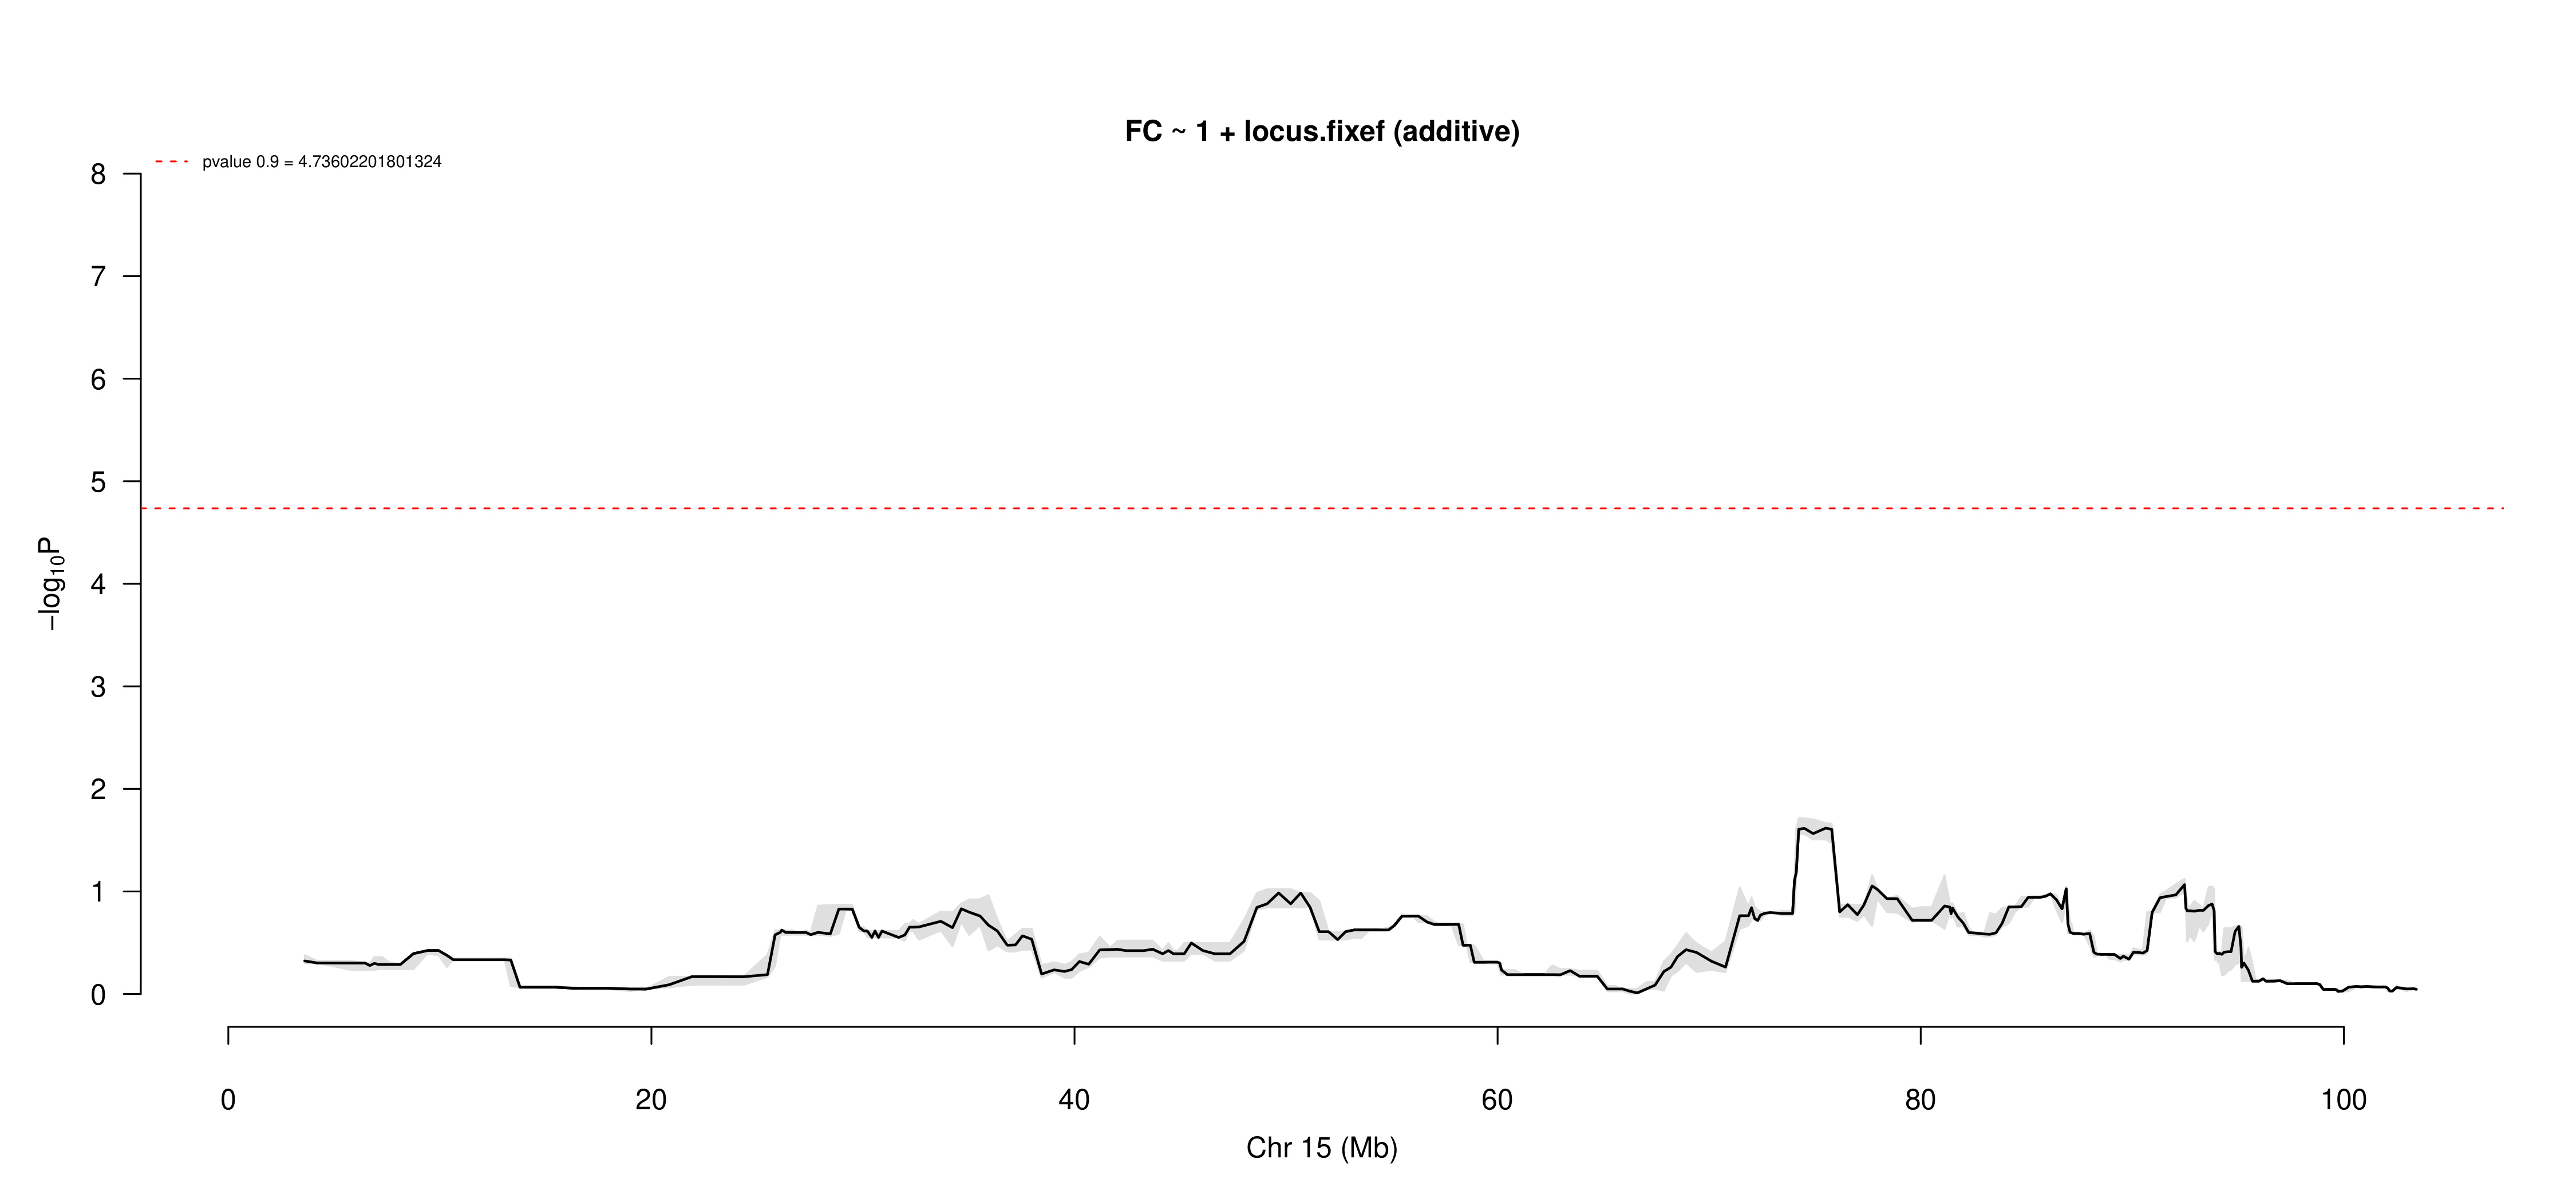 FC ~ 1 + locus.fixef (additive)
pvalue 0.9 = 4.73602201801324
8
7
6
5
4
3
2
1
0
−log10P
0 20 40 60 80 100
Chr 15 (Mb)